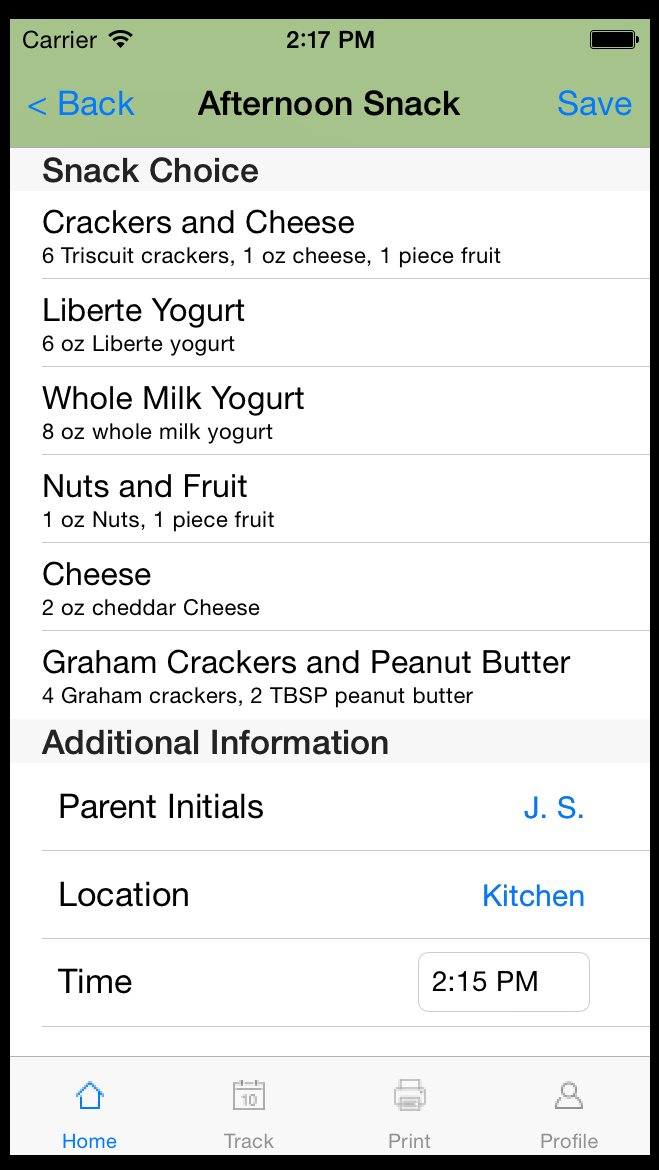 Carrier 2:17 PM
< Back Afternoon Snack Save
Snack Choice
Crackers and Cheese
6 Triscuit crackers, 1 oz cheese, 1 piece fruit
Liberte Yogurt
6 oz Liberte yogurt
Whole Milk Yogurt
8 oz whole milk yogurt
Nuts and Fruit
1 oz Nuts, 1 piece fruit
Cheese
2 oz cheddar Cheese
Graham Crackers and Peanut Butter
4 Graham crackers, 2 TBSP peanut butter
Additional Information
Parent Initials J. S.
Location Kitchen
Time 2:15 PM
10
Home Track Print Profile